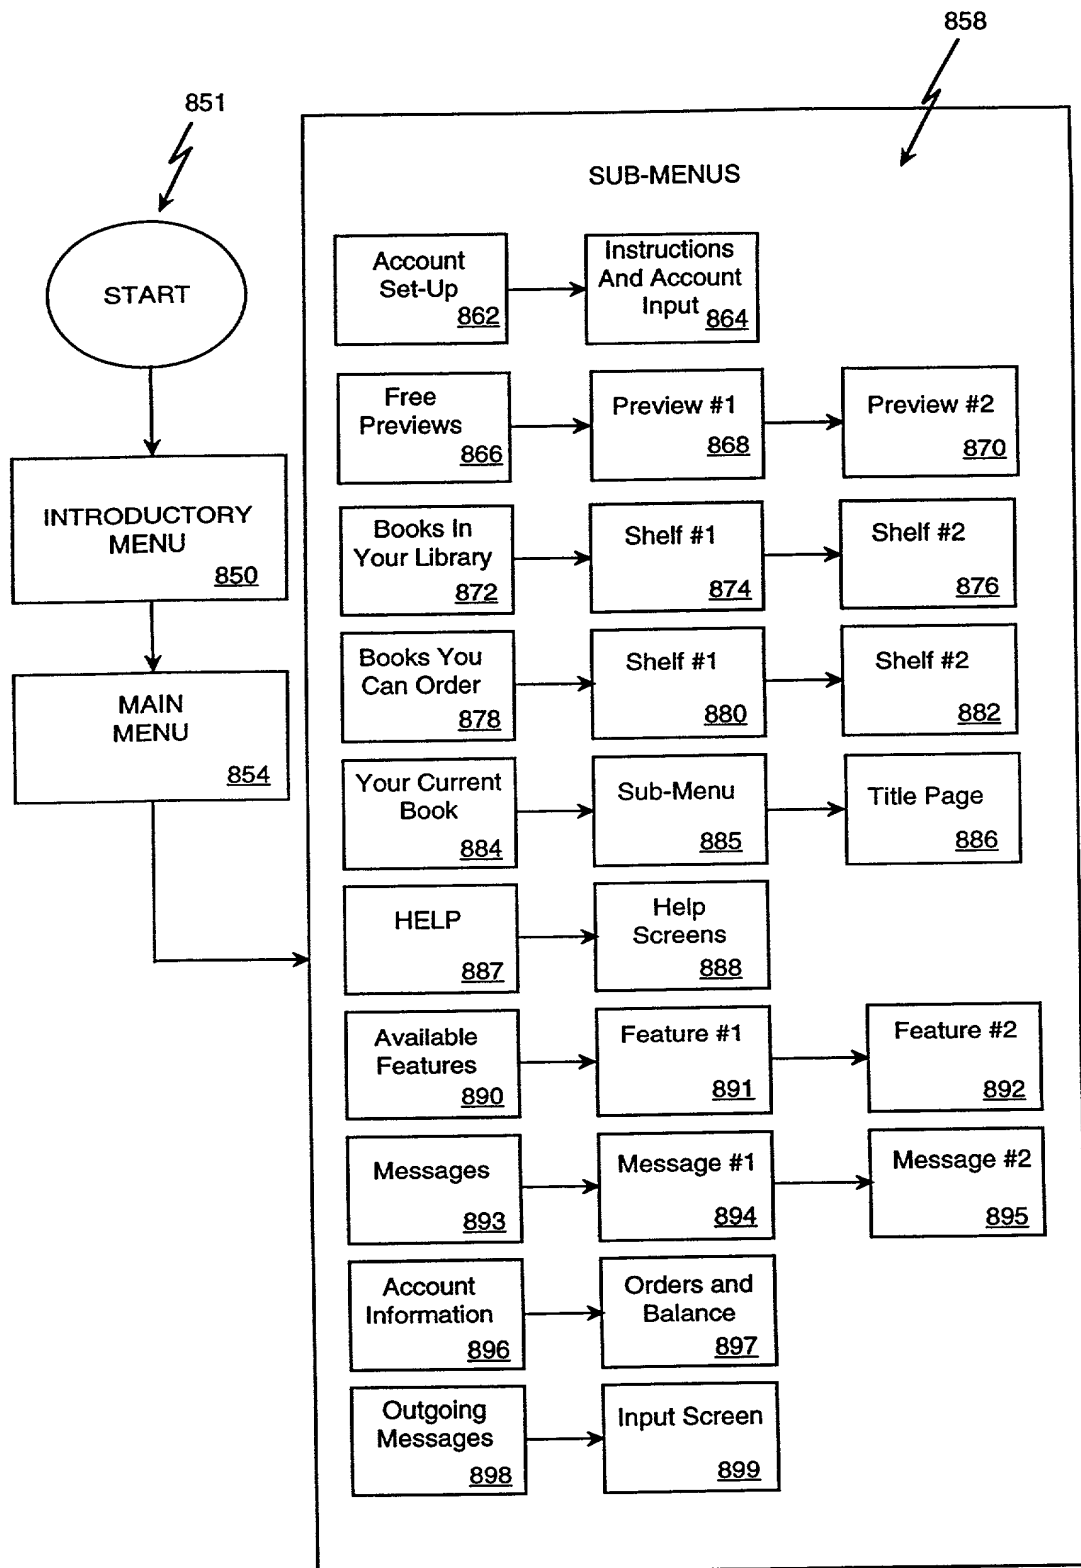 858
851
START
INTRODUCTORY
MENU
850
MAIN
MENU
854
SUB-MENUS
Account
Set-Up
862
Instructions
And Account
Input
864
Free
Previews
866
Preview #1
868
Preview #2
870
Books In
Your Library
872
Shelf #1
874
Shelf #2
876
Books You
Can Order
878
Shelf #1
880
Shelf #2
882
Your Current
Book
884
Sub-Menu
885
Title Page
886
HELP
887
Help
Screens
888
Available
Features
890
Feature #1
891
Feature #2
892
Messages
893
Message #1
894
Message #2
895
Account
Information
896
Orders and
Balance
897
Outgoing
Messages
898
Input Screen
899